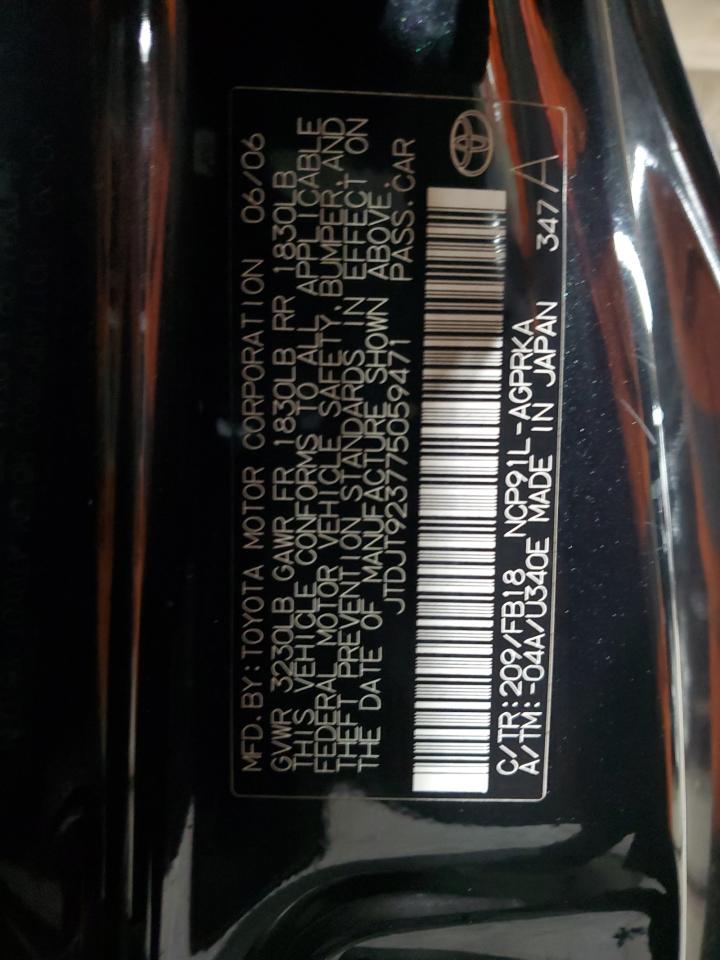 MFD. BY: TOYOTA MOTOR CORPORATION 06/06
GVWR 3230LB GAWR FR 1830LB RR 1830LB
THIS VEHICLE CONFORMS TO ALL APPLICABLE
FEDERAL MOTOR VEHICLE SAFETY, BUMPER, AND
THEFT PREVENTION STANDARDS IN EFFECT ON
THE DATE OF MANUFACTURE SHOWN ABOVE.
JTDJT923775059471 PASS. CAR
C/TR: 209/FB18 NCP91L-AGPRKA
A/TM: -04A/U340E MADE IN JAPAN 347 A